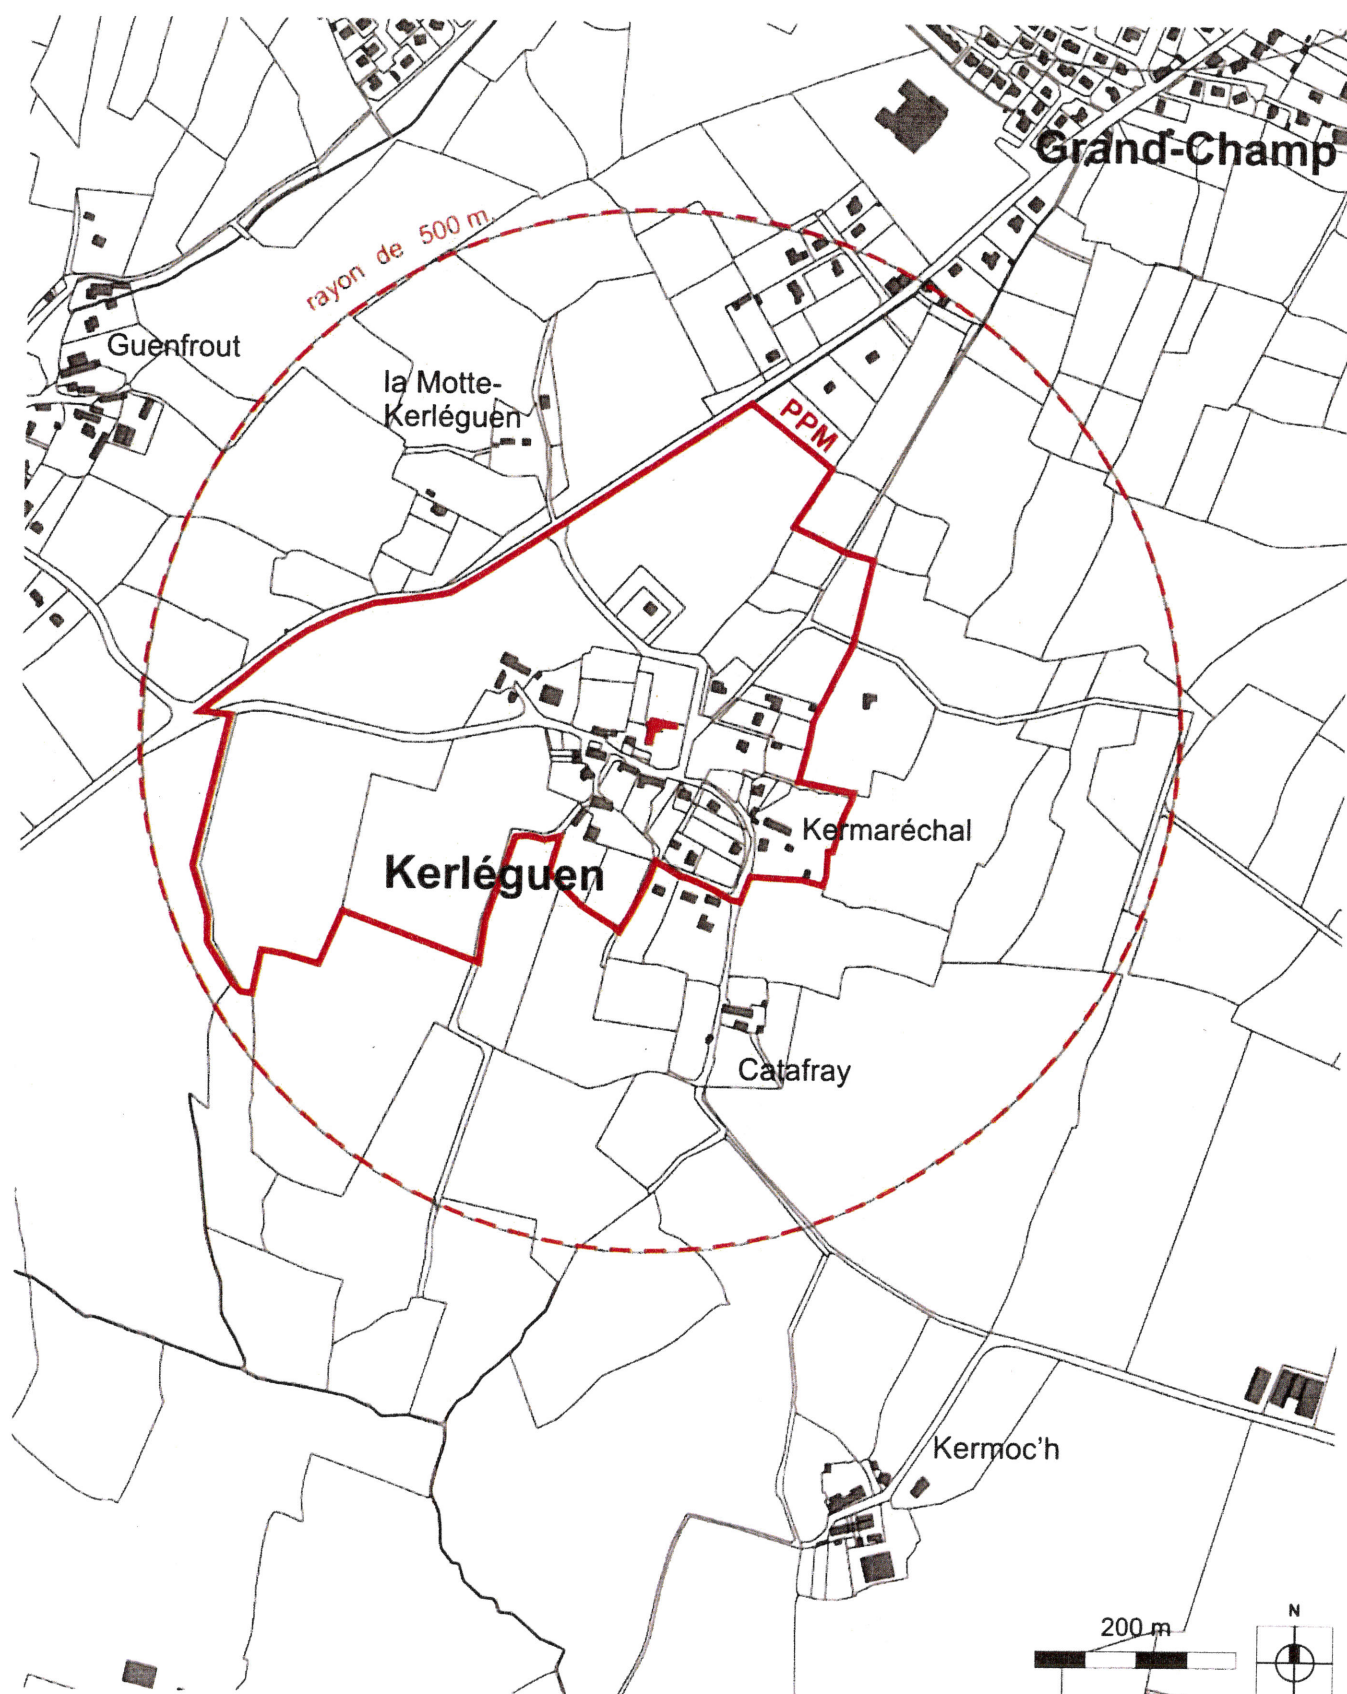 Grand-Champ
rayon de 500 m.
Guenfrout
la Motte-
Kerléguen
PPM
Kermaréchal
Kerléguen
Catafray
Kermoc'h
200 m
N